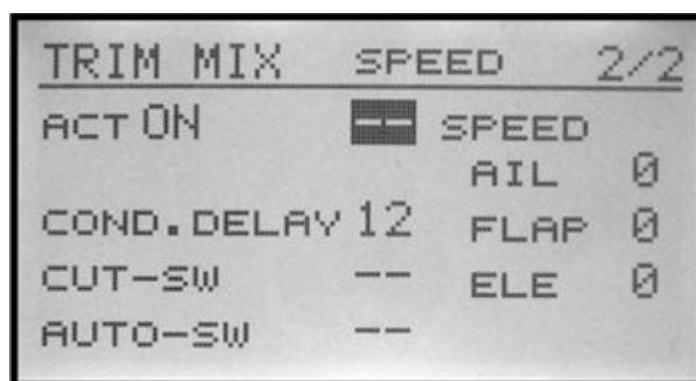 TRIM MIX SPEED 2/2
ACT ON -- SPEED
AIL 0
COND.DELAY 12 FLAP 0
CUT-SW -- ELE 0
AUTO-SW --